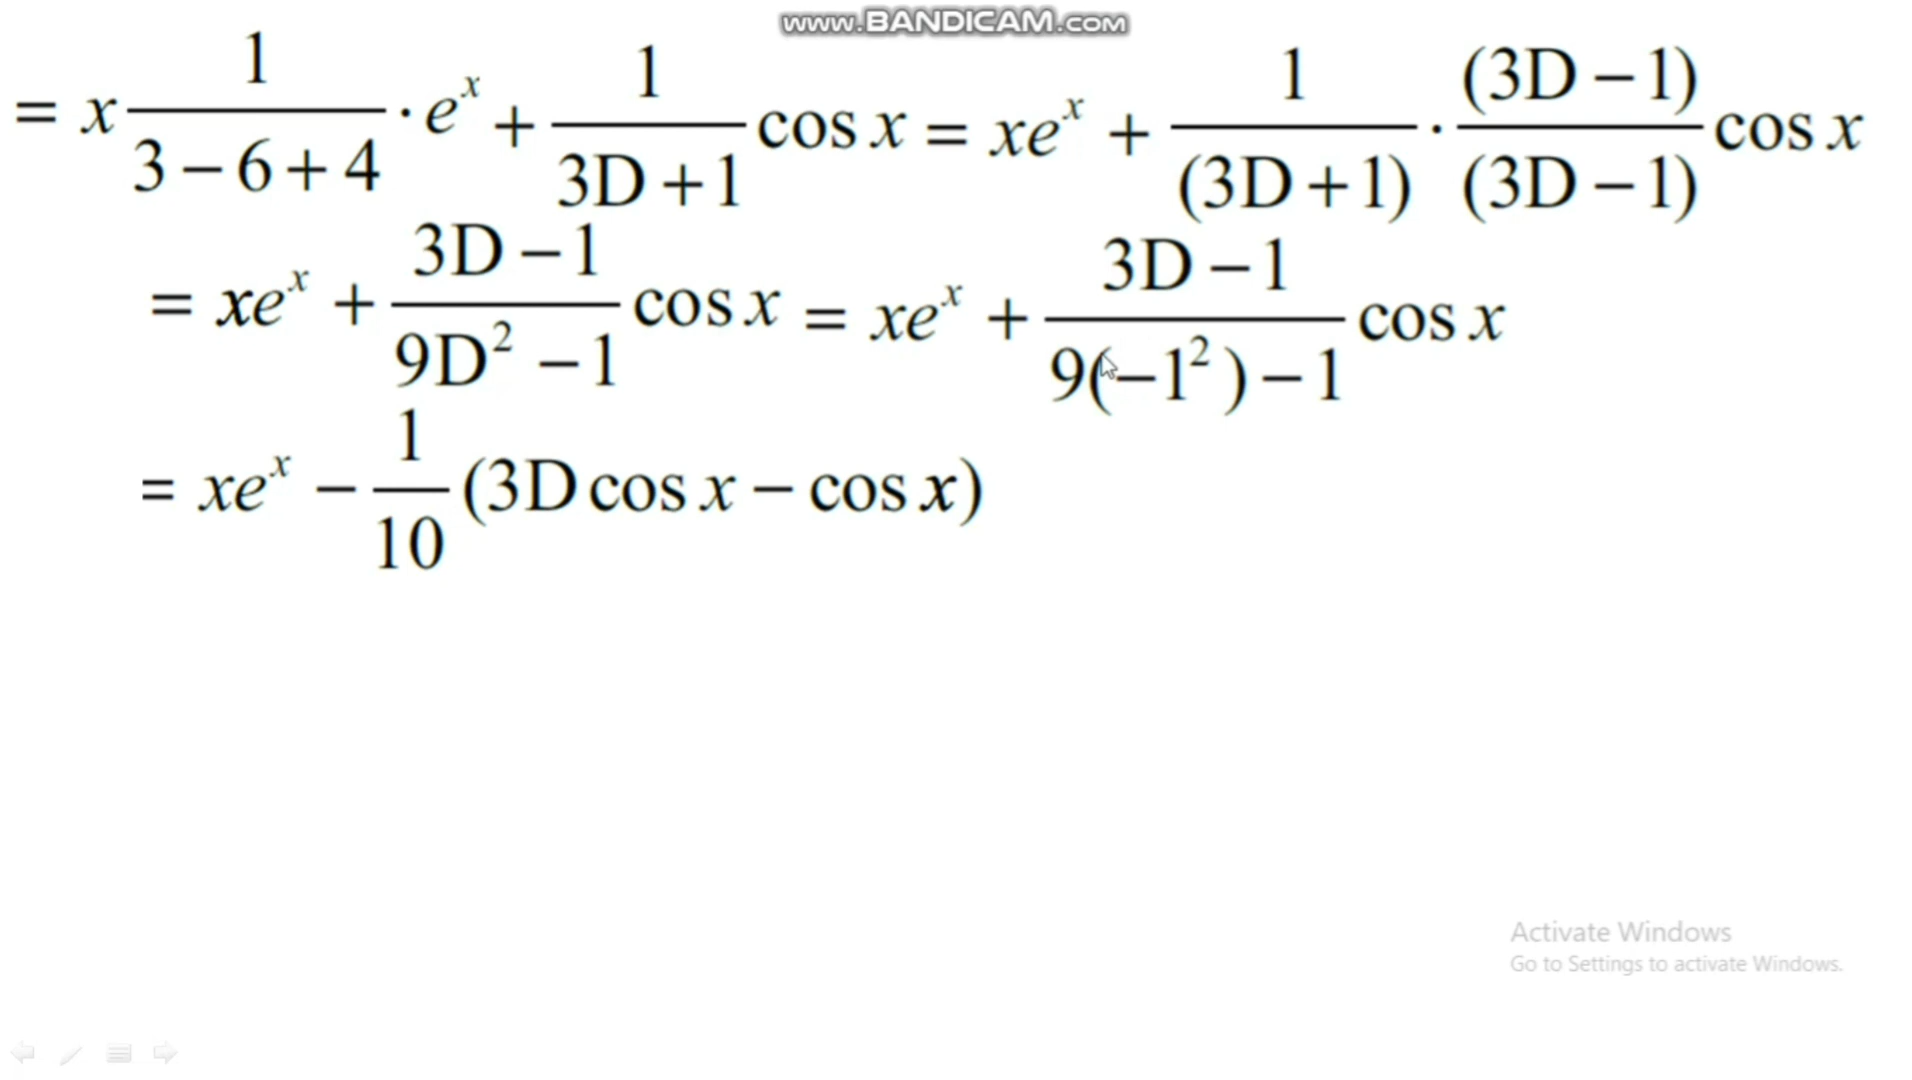 www.BANDICAM.com
= x 1/(3 − 6 + 4) · e^x + 1/(3D + 1) cos x = xe^x + 1/(3D + 1) · (3D − 1)/(3D − 1) cos x
= xe^x + (3D − 1)/(9D² − 1) cos x = xe^x + (3D − 1)/(9(−1²) − 1) cos x
= xe^x − 1/10 (3D cos x − cos x)
Activate Windows
Go to Settings to activate Windows.